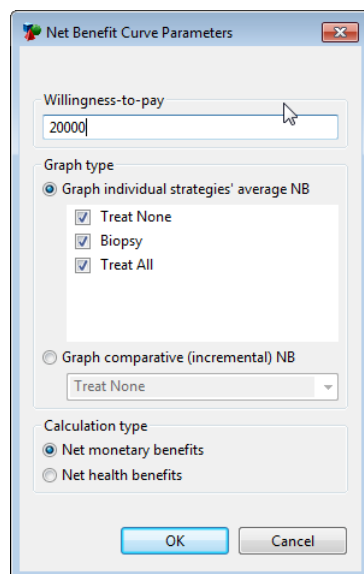 Net Benefit Curve Parameters
Willingness-to-pay
20000
Graph type
Graph individual strategies' average NB
Treat None
Biopsy
Treat All
Graph comparative (incremental) NB
Treat None
Calculation type
Net monetary benefits
Net health benefits
OK Cancel